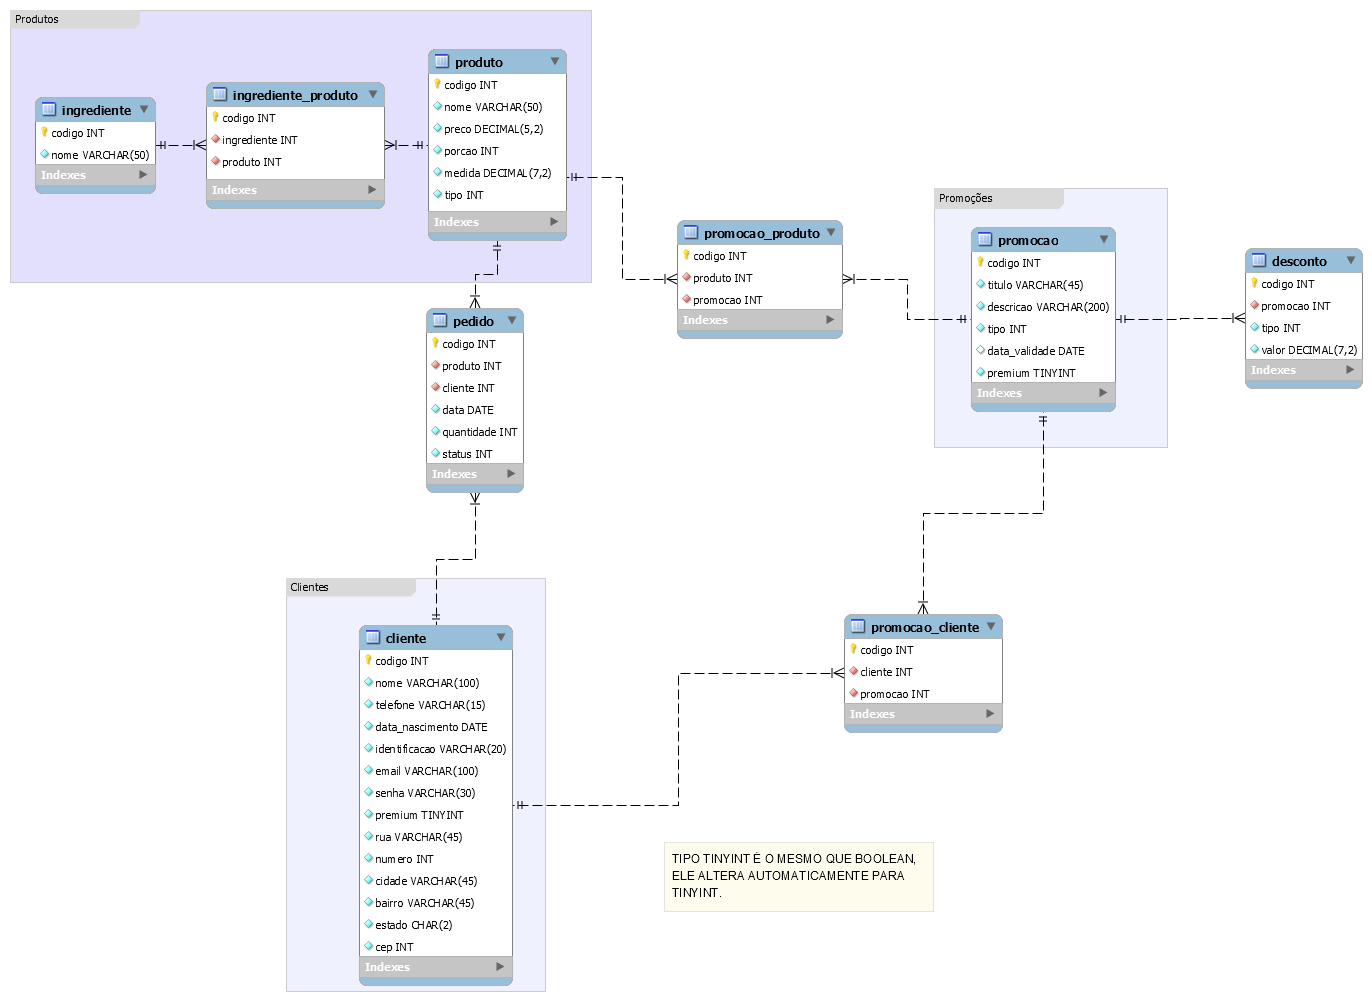 Produtos
ingrediente
codigo INT
nome VARCHAR(50)
Indexes
ingrediente_produto
codigo INT
ingrediente INT
produto INT
Indexes
produto
codigo INT
nome VARCHAR(50)
preco DECIMAL(5,2)
porcao INT
medida DECIMAL(7,2)
tipo INT
Indexes
promocao_produto
codigo INT
produto INT
promocao INT
Indexes
Promoções
promocao
codigo INT
titulo VARCHAR(45)
descricao VARCHAR(200)
tipo INT
data_validade DATE
premium TINYINT
Indexes
desconto
codigo INT
promocao INT
tipo INT
valor DECIMAL(7,2)
Indexes
pedido
codigo INT
produto INT
cliente INT
data DATE
quantidade INT
status INT
Indexes
Clientes
cliente
codigo INT
nome VARCHAR(100)
telefone VARCHAR(15)
data_nascimento DATE
identificacao VARCHAR(20)
email VARCHAR(100)
senha VARCHAR(30)
premium TINYINT
rua VARCHAR(45)
numero INT
cidade VARCHAR(45)
bairro VARCHAR(45)
estado CHAR(2)
cep INT
Indexes
promocao_cliente
codigo INT
cliente INT
promocao INT
Indexes
TIPO TINYINT É O MESMO QUE BOOLEAN,
ELE ALTERA AUTOMATICAMENTE PARA
TINYINT.